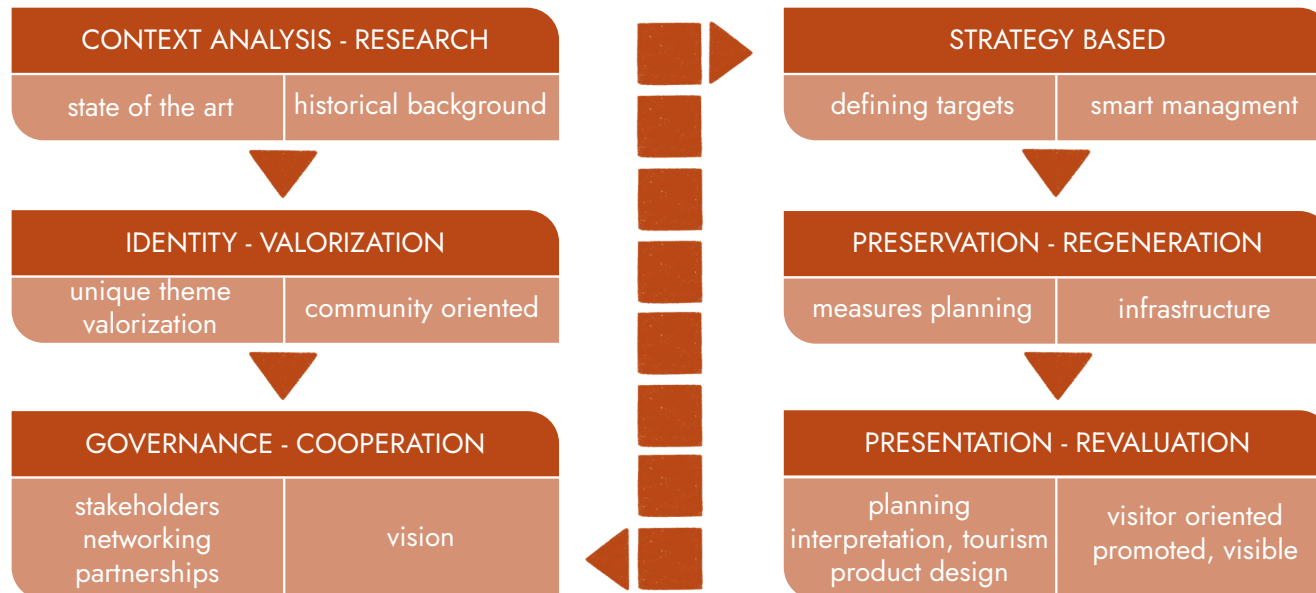 CONTEXT ANALYSIS - RESEARCH
state of the art
historical background
IDENTITY - VALORIZATION
unique theme
valorization
community oriented
GOVERNANCE - COOPERATION
stakeholders
networking
partnerships
vision
STRATEGY BASED
defining targets
smart managment
PRESERVATION - REGENERATION
measures planning
infrastructure
PRESENTATION - REVALUATION
planning
interpretation, tourism
product design
visitor oriented
promoted, visible